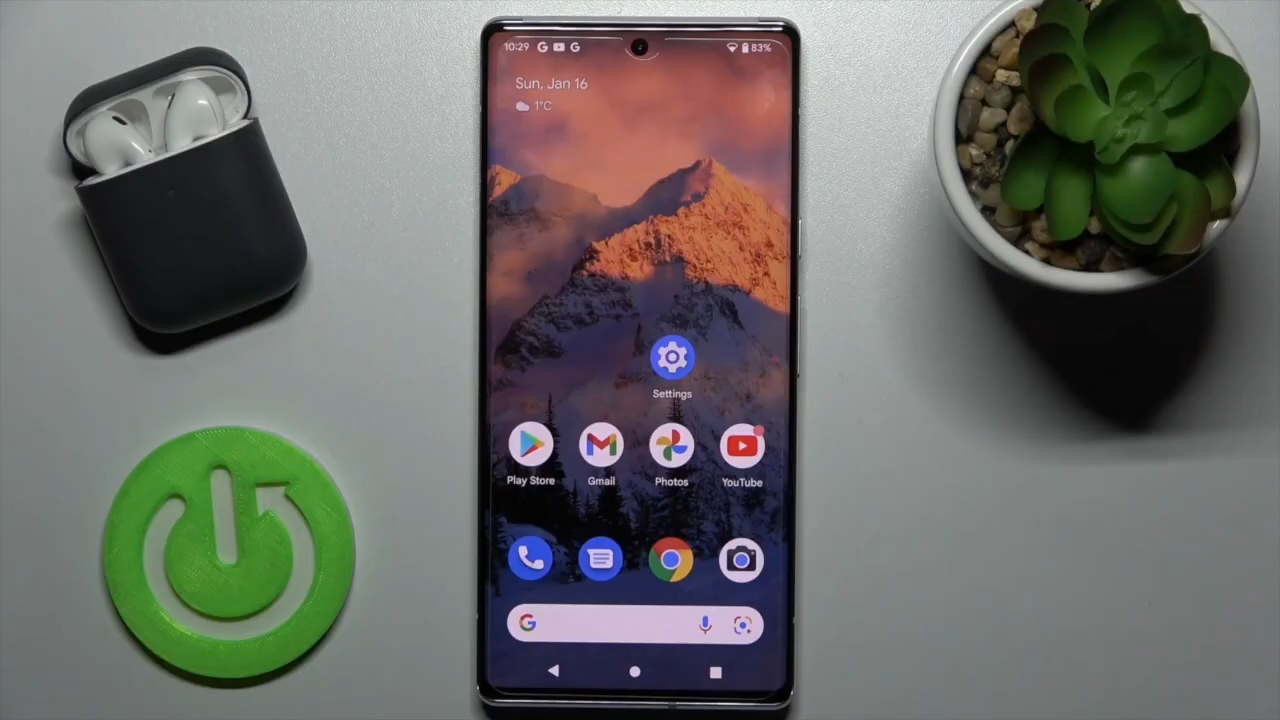 10:29
83%
Sun, Jan 16
1°C
Settings
Play Store
Gmail
Photos
YouTube